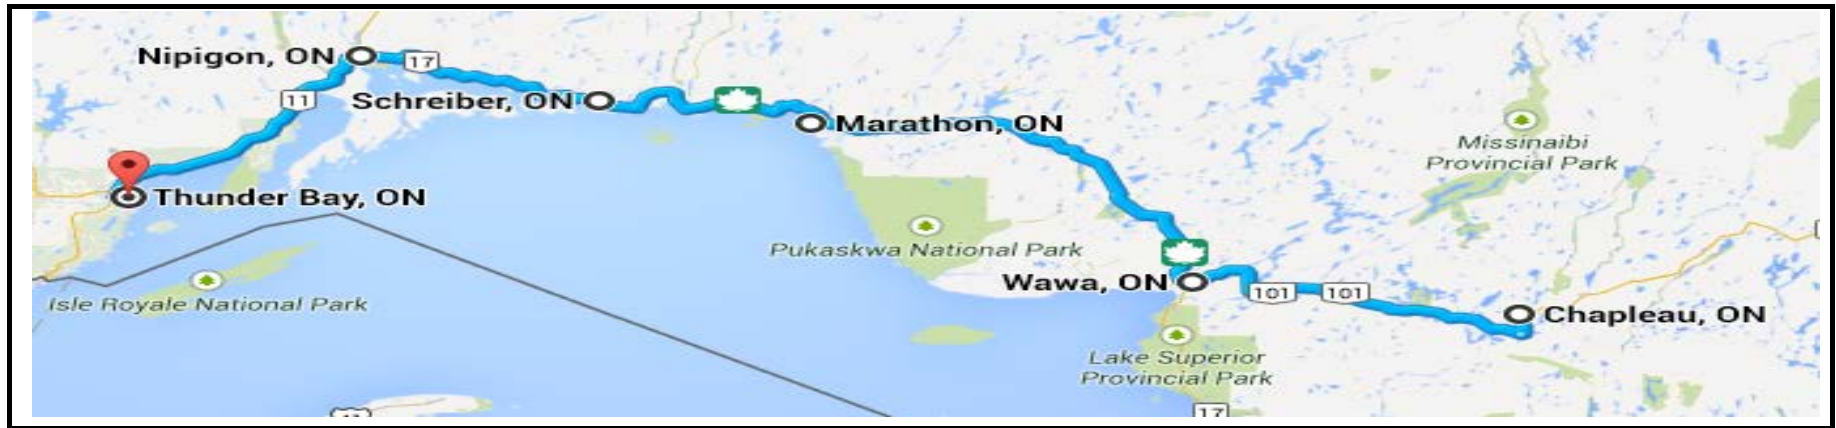 Nipigon, ON
17
11
Schreiber, ON
Marathon, ON
Missinaibi
Provincial Park
Thunder Bay, ON
Pukaskwa National Park
Wawa, ON
Isle Royale National Park
101
101
Chapleau, ON
Lake Superior
Provincial Park
17